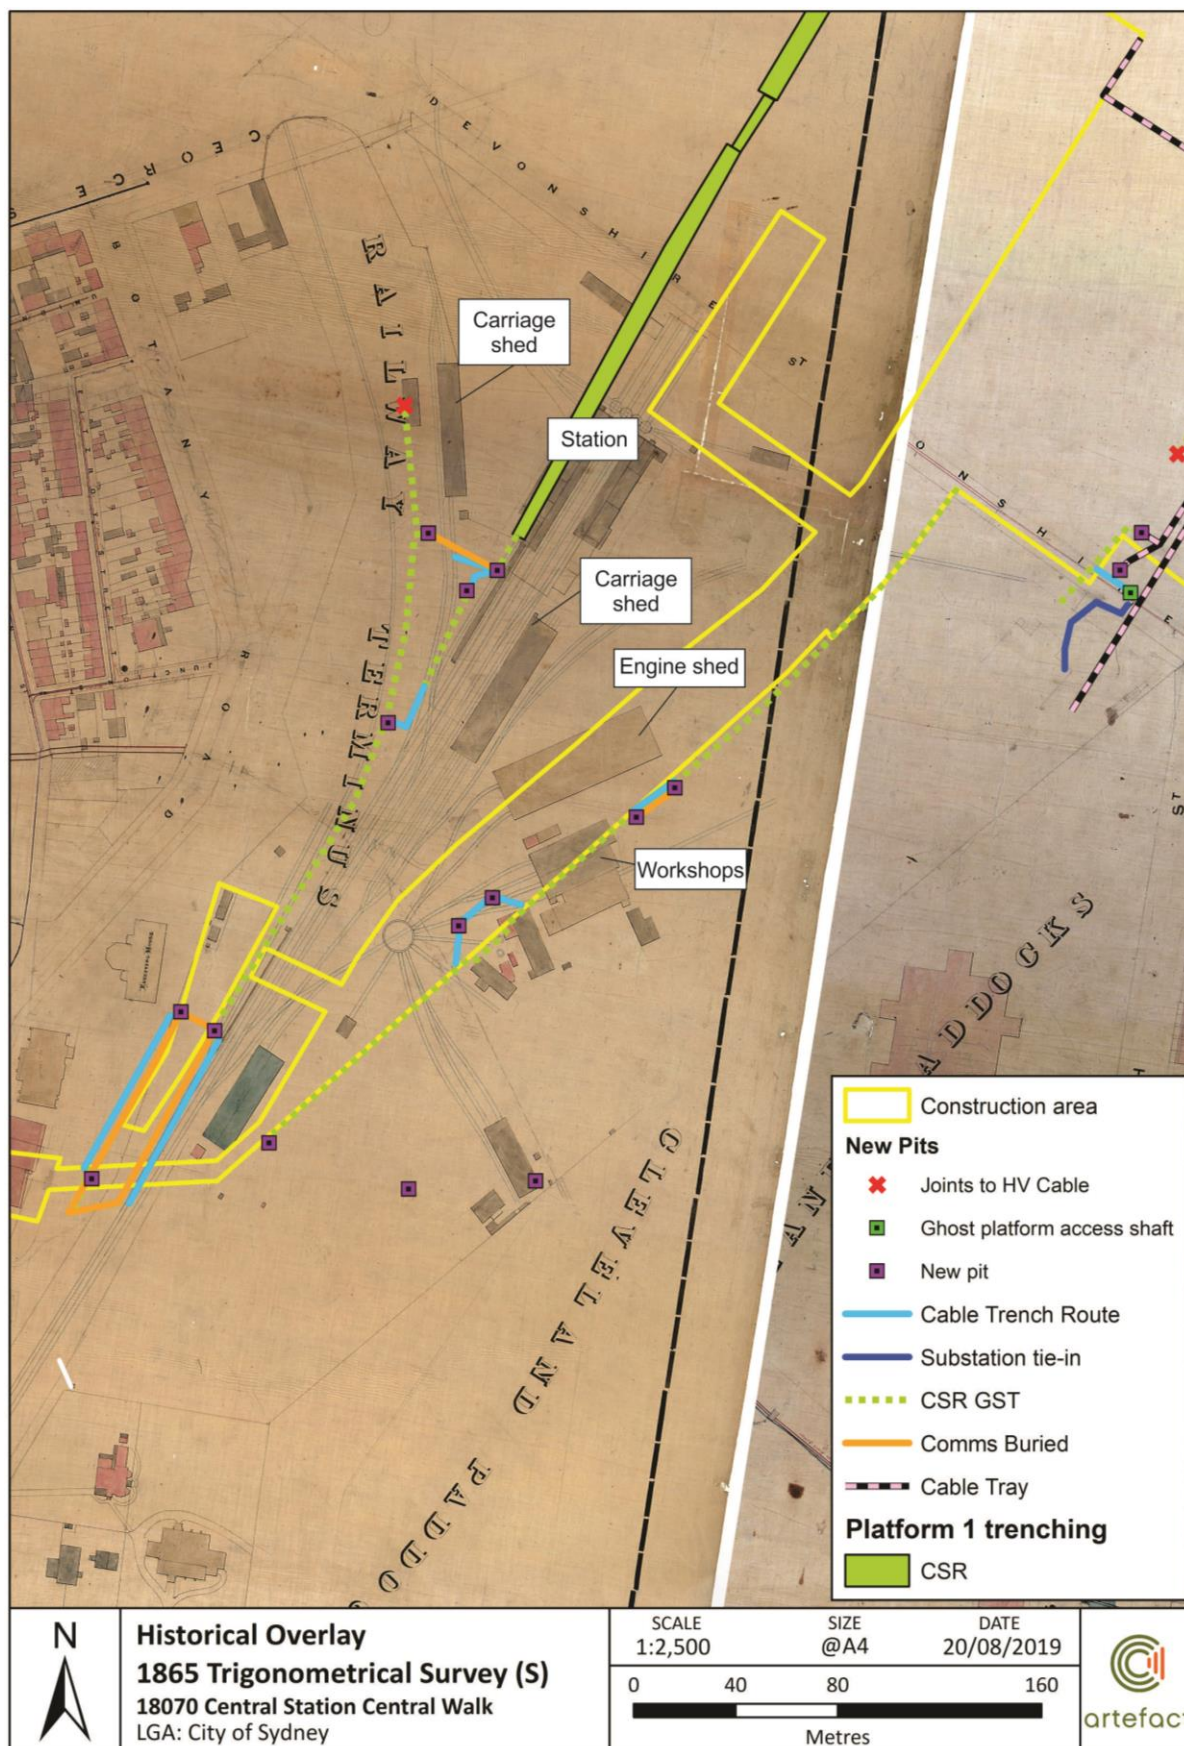 GEORGE S
DEVONSHIRE
ST
BOTANY
ROAD
RAILWAY
TERMINUS
Carriage
shed
Station
Carriage
shed
Engine shed
Workshops
ONSHIRE
ST
CLEVELAND
PADDO
ADDOCKS
Construction area
New Pits
Joints to HV Cable
Ghost platform access shaft
New pit
Cable Trench Route
Substation tie-in
CSR GST
Comms Buried
Cable Tray
Platform 1 trenching
CSR
N
Historical Overlay
1865 Trigonometrical Survey (S)
18070 Central Station Central Walk
LGA: City of Sydney
SCALE
1:2,500
SIZE
@A4
DATE
20/08/2019
0 40 80 160
Metres
artefact